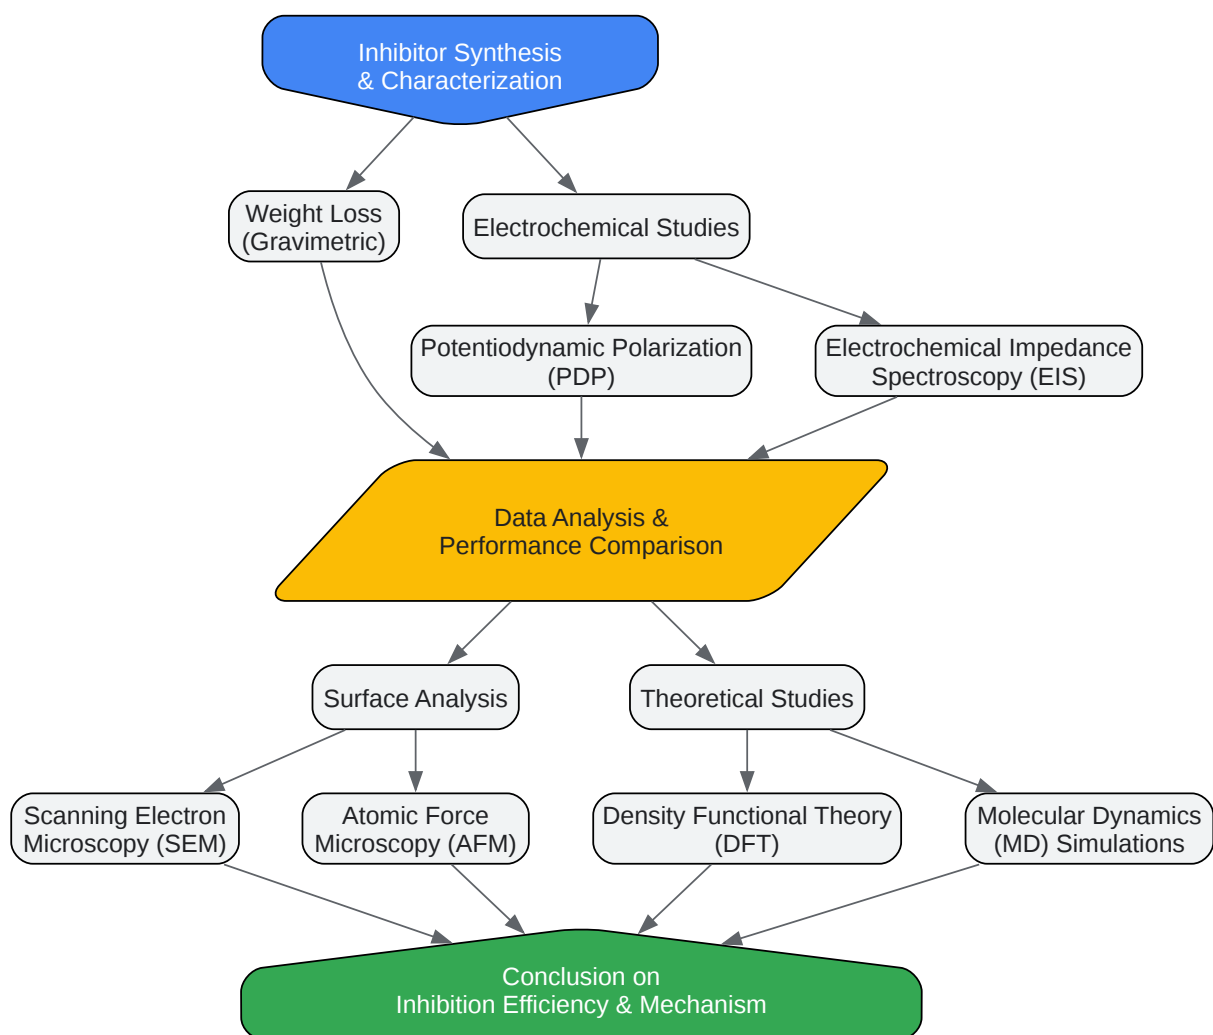 Inhibitor Synthesis
& Characterization
Weight Loss
(Gravimetric)
Electrochemical Studies
Potentiodynamic Polarization
(PDP)
Electrochemical Impedance
Spectroscopy (EIS)
Data Analysis &
Performance Comparison
Surface Analysis
Theoretical Studies
Scanning Electron
Microscopy (SEM)
Atomic Force
Microscopy (AFM)
Density Functional Theory
(DFT)
Molecular Dynamics
(MD) Simulations
Conclusion on
Inhibition Efficiency & Mechanism